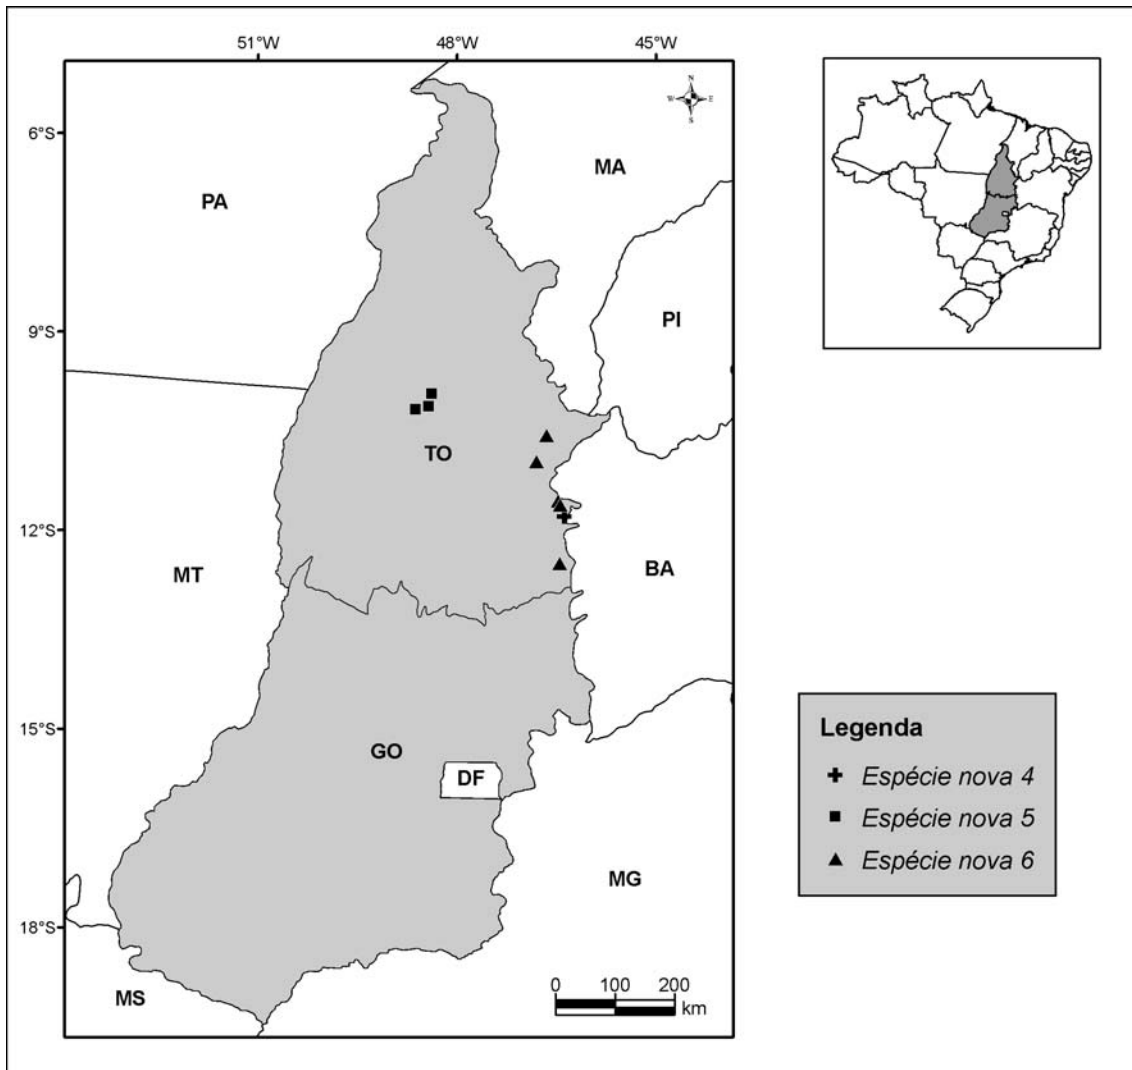 51°W 48°W 45°W
N
W E
S
6°S
MA
PA
PI
9°S
TO
12°S
MT
BA
15°S
GO
DF
MG
18°S
MS
0 100 200
km
Legenda
Espécie nova 4
Espécie nova 5
Espécie nova 6